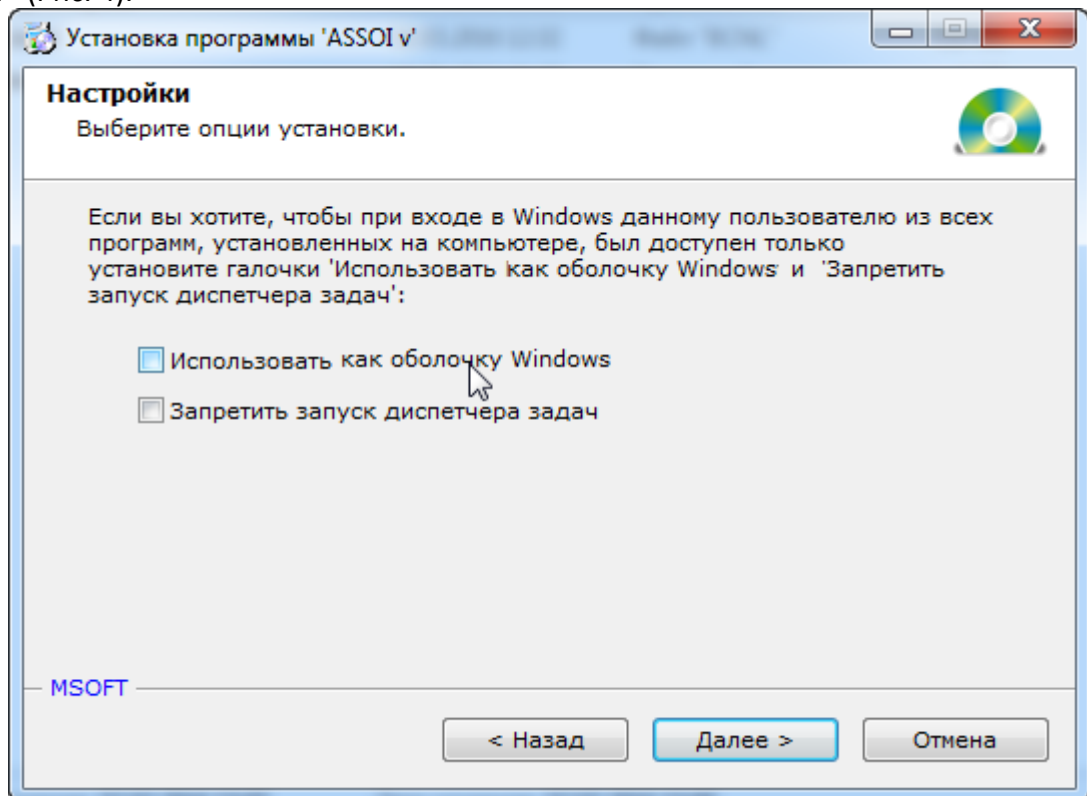 Установка программы 'ASSOI v'
Настройки
Выберите опции установки.
Если вы хотите, чтобы при входе в Windows данному пользователю из всех
программ, установленных на компьютере, был доступен только
установите галочки 'Использовать как оболочку Windows' и 'Запретить
запуск диспетчера задач':
Использовать как оболочку Windows
Запретить запуск диспетчера задач
MSOFT
< Назад
Далее >
Отмена